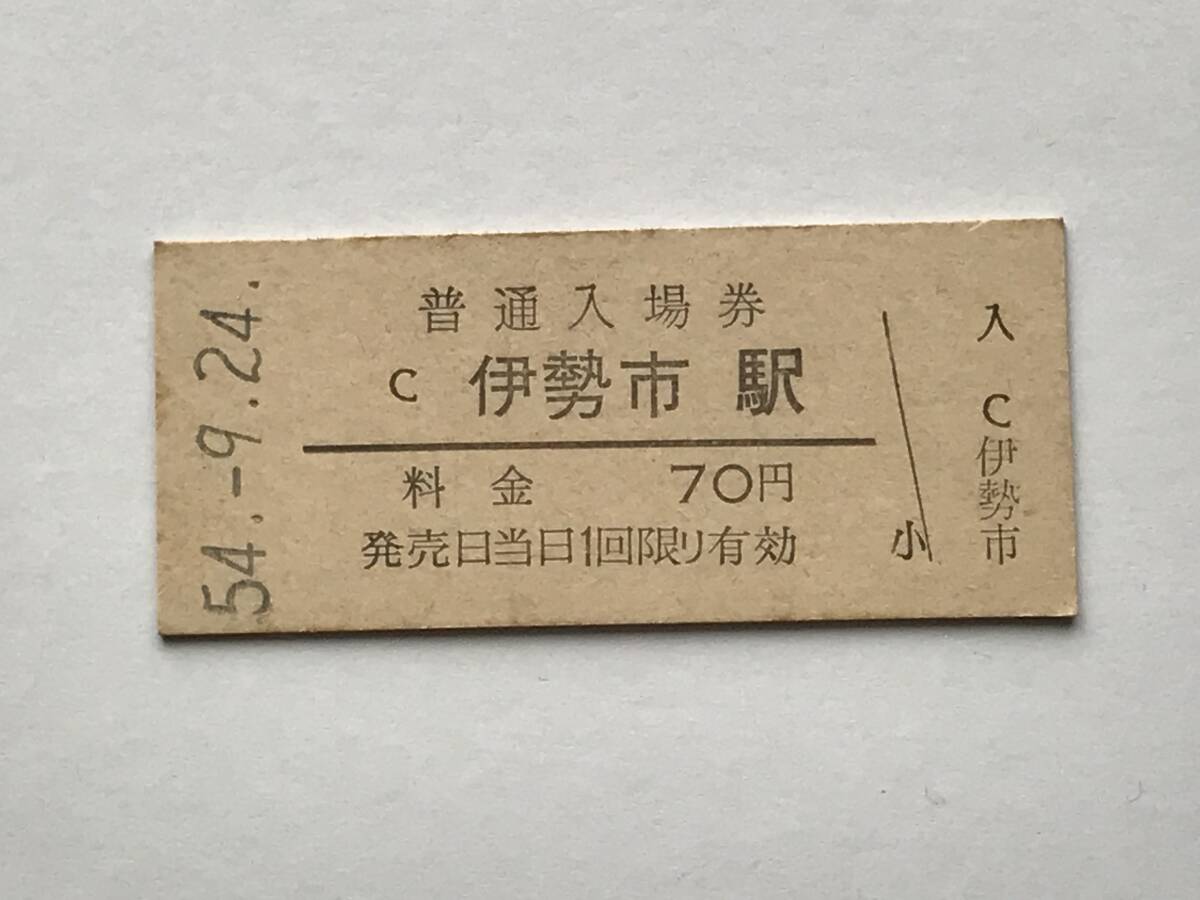 54.-9.24.
普通入場券
C 伊勢市駅
料金 70円
発売日当日1回限り有効
小
入
C
伊勢市